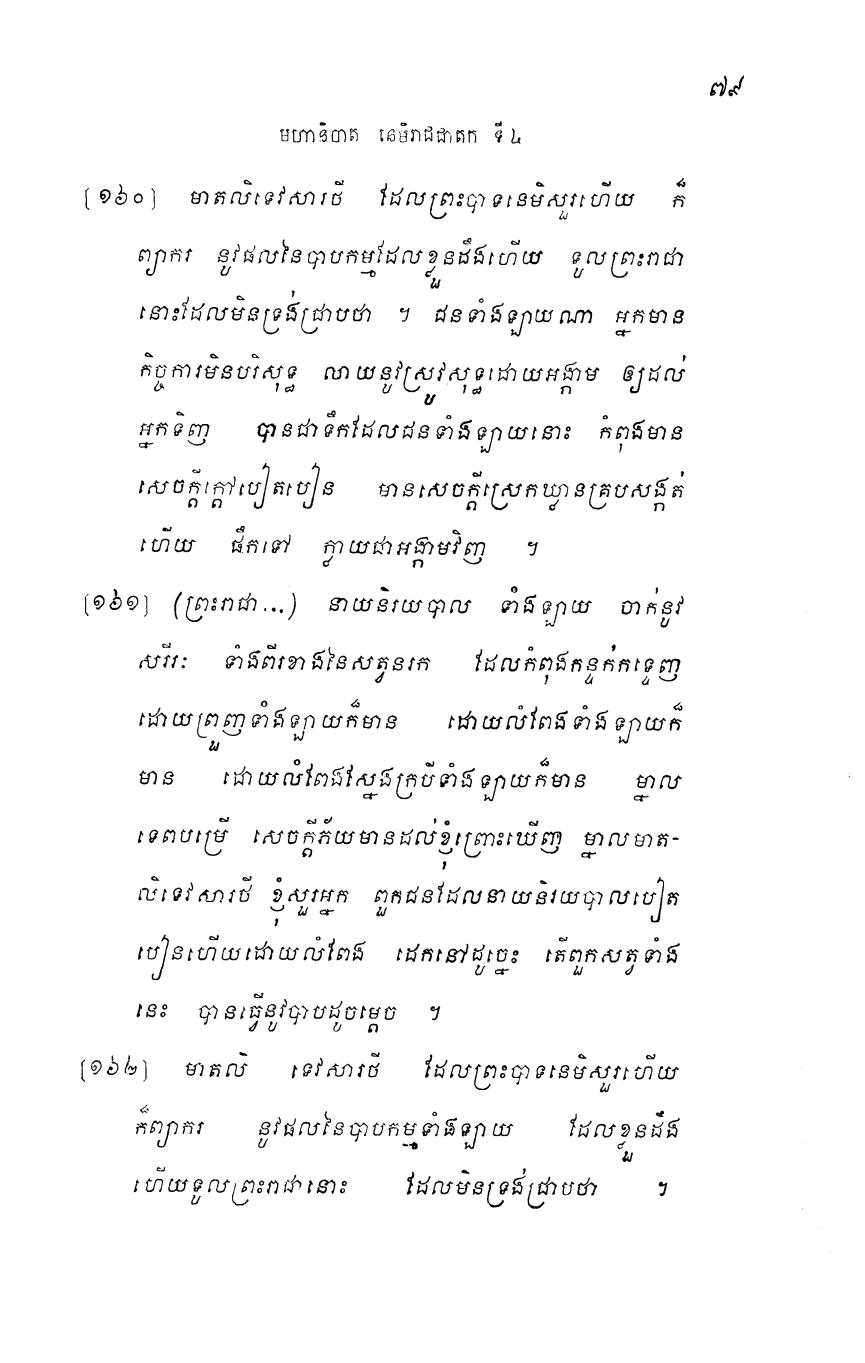 ៧៩
មហានិបាត នេមិរាជជាតក ទី ៤
[១៦០] មាតលិទេវសារថី ដែលព្រះបាទនេមិសួរហើយ ក៏
ព្យាករ នូវផលនៃបាបកម្មដែលខ្លួនដឹងហើយ ទូលព្រះរាជា
នោះដែលមិនទ្រង់ជ្រាបថា ។ ជនទាំងឡាយណា អ្នកមាន
កិច្ចការមិនបរិសុទ្ធ លាយនូវស្រូវសុទ្ធដោយអង្កាម ឲ្យដល់
អ្នកទិញ បានជាទឹកដែលជនទាំងឡាយនោះ កំពុងមាន
សេចក្តីក្តៅបៀតបៀន មានសេចក្តីស្រេកឃ្លានគ្របសង្កត់
ហើយ ផឹកទៅ ក្លាយជាអង្កាមវិញ ។
[១៦១] (ព្រះរាជា...) នាយនិរយបាល ទាំងឡាយ ចាក់នូវ
សរីរៈ ទាំងពីរខាងនៃសត្វនរក ដែលកំពុងកន្ទក់កទ្ទេញ
ដោយព្រួញទាំងឡាយក៏មាន ដោយលំពែងទាំងឡាយក៏
មាន ដោយលំពែងស្នែងក្របីទាំងឡាយក៏មាន ម្នាល
ទេពបម្រើ សេចក្តីភ័យមានដល់ខ្ញុំព្រោះឃើញ ម្នាលមាត-
លិទេវសារថី ខ្ញុំសួរអ្នក ពួកជនដែលនាយនិរយបាលបៀត
បៀនហើយដោយលំពែង ដេកនៅដូច្នេះ តើពួកសត្វទាំង
នេះ បានធ្វើនូវបាបដូចម្តេច ។
[១៦២] មាតលិ ទេវសារថី ដែលព្រះបាទនេមិសួរហើយ
ក៏ព្យាករ នូវផលនៃបាបកម្មទាំងឡាយ ដែលខ្លួនដឹង
ហើយទូលព្រះរាជានោះ ដែលមិនទ្រង់ជ្រាបថា ។